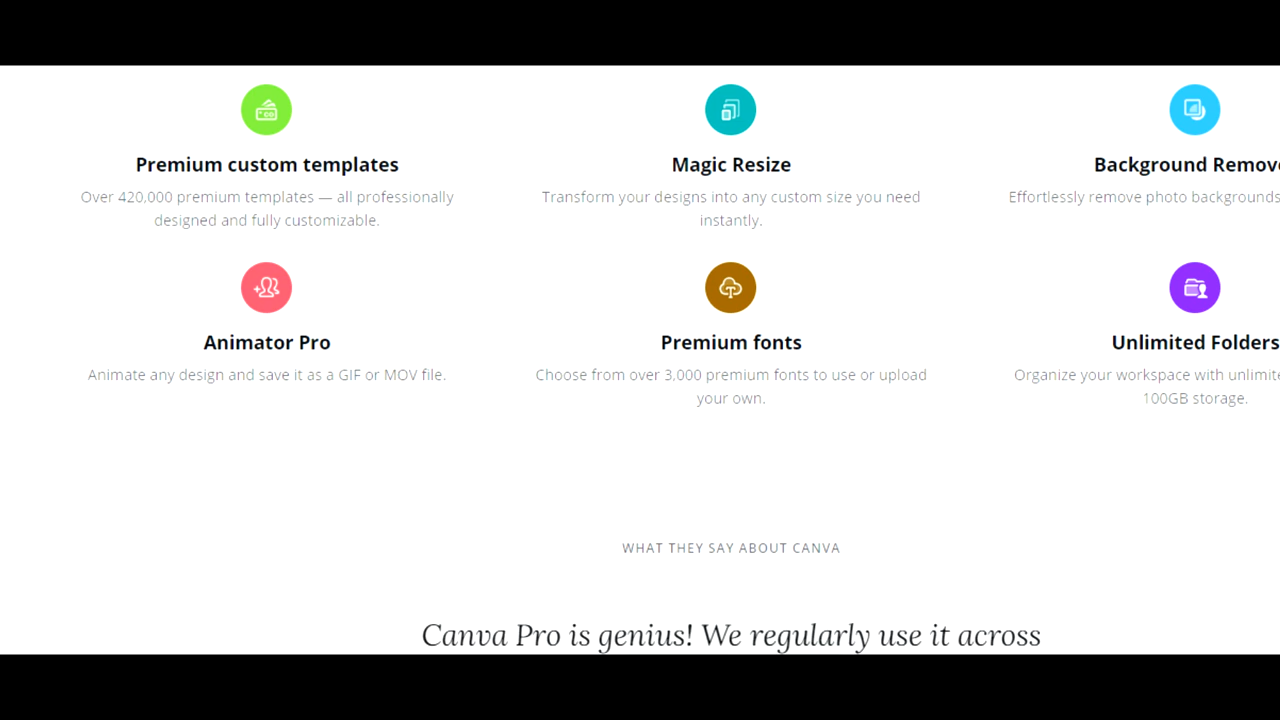 Premium custom templates
Over 420,000 premium templates — all professionally
designed and fully customizable.
Magic Resize
Transform your designs into any custom size you need
instantly.
Background Remove
Effortlessly remove photo backgrounds
Animator Pro
Animate any design and save it as a GIF or MOV file.
Premium fonts
Choose from over 3,000 premium fonts to use or upload
your own.
Unlimited Folders
Organize your workspace with unlimite
100GB storage.
WHAT THEY SAY ABOUT CANVA
Canva Pro is genius! We regularly use it across